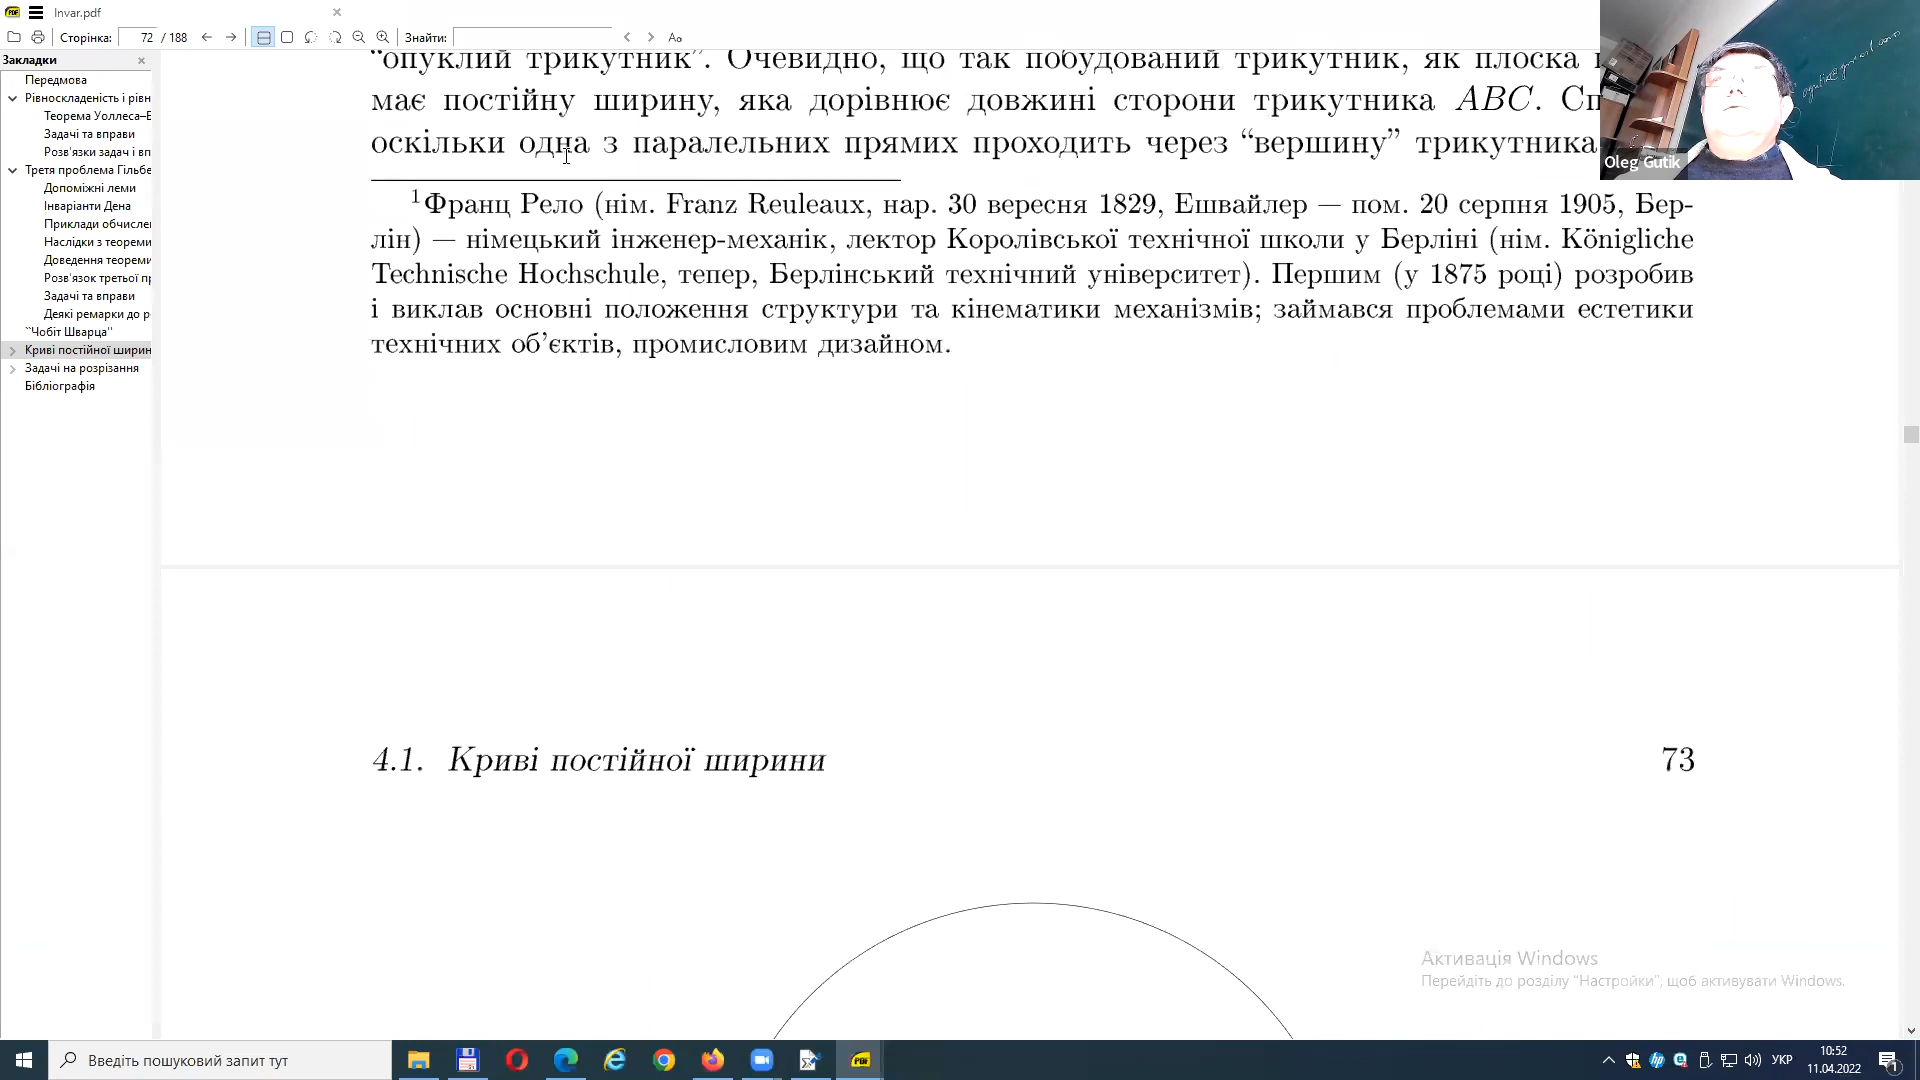 Invar.pdf
Сторінка: 72 / 188 Знайти:
Закладки
Передмова
Рівноскладеність і рівн
Теорема Уоллеса–Б
Задачі та вправи
Розв'язки задач і вп
Третя проблема Гільбе
Допоміжні леми
Інваріанти Дена
Приклади обчислен
Наслідки з теореми
Доведення теореми
Розв'язок третьої пр
Задачі та вправи
Деякі ремарки до р
``Чобіт Шварца''
Криві постійної ширин
Задачі на розрізання
Бібліографія
“опуклий трикутник”. Очевидно, що так побудований трикутник, як плоска
має постійну ширину, яка дорівнює довжині сторони трикутника ABC. Сп
оскільки одна з паралельних прямих проходить через “вершину” трикутника
1Франц Рело (нім. Franz Reuleaux, нар. 30 вересня 1829, Ешвайлер — пом. 20 серпня 1905, Бер-
лін) — німецький інженер-механік, лектор Королівської технічної школи у Берліні (нім. Königliche
Technische Hochschule, тепер, Берлінський технічний університет). Першим (у 1875 році) розробив
і виклав основні положення структури та кінематики механізмів; займався проблемами естетики
технічних об’єктів, промисловим дизайном.
4.1. Криві постійної ширини 73
Oleg Gutik
Активація Windows
Перейдіть до розділу "Настройки", щоб активувати Windows.
Введіть пошуковий запит тут
УКР
10:52
11.04.2022